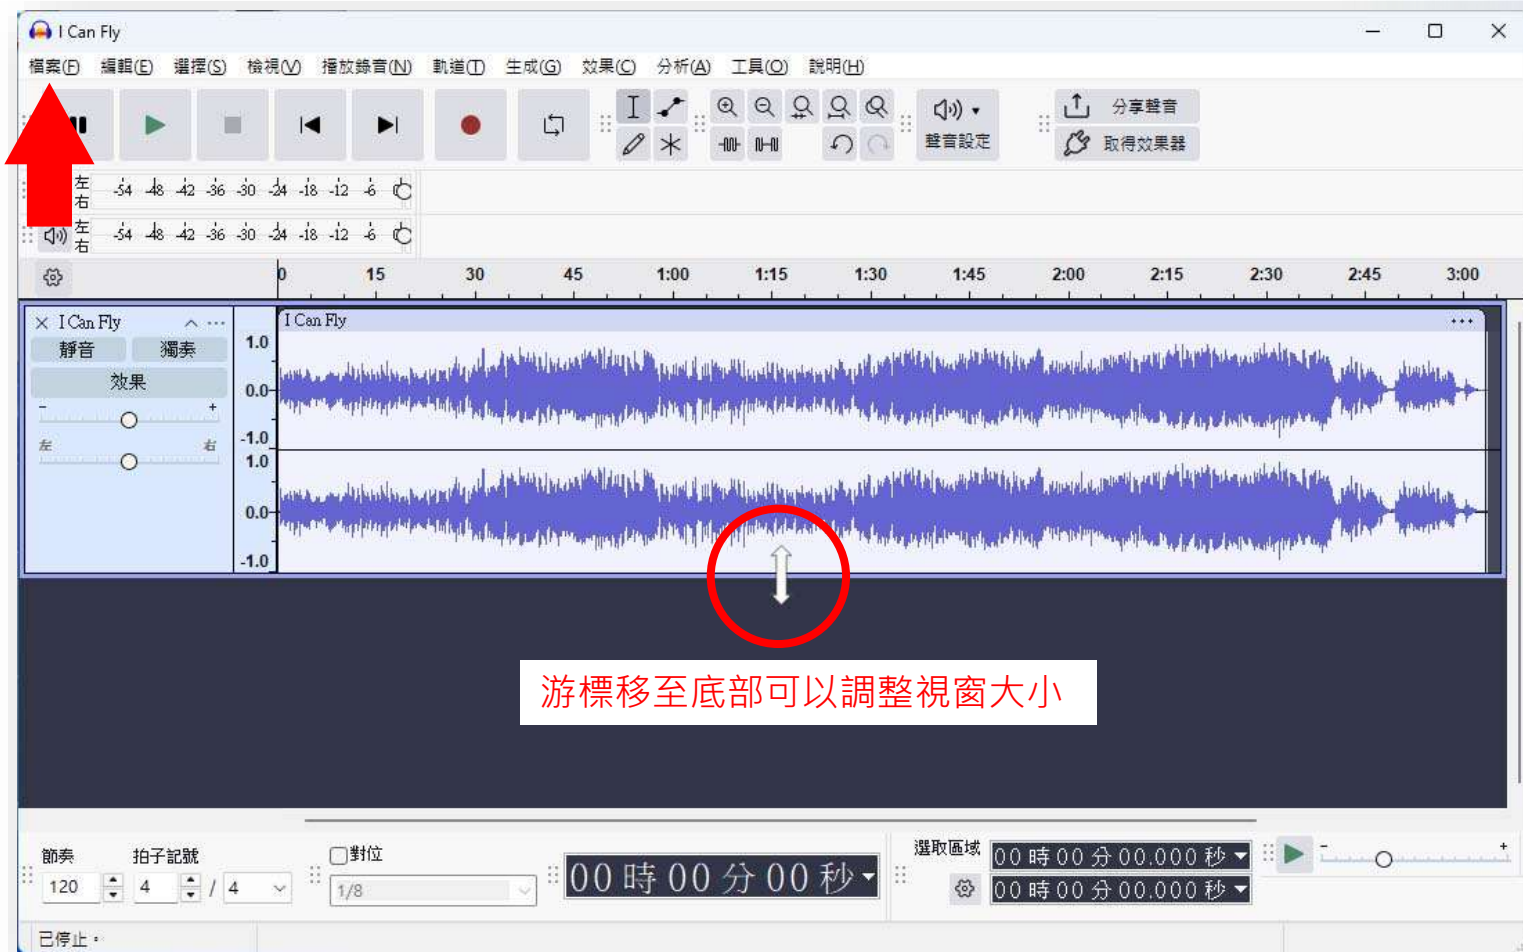 I Can Fly
檔案(F) 編輯(E) 選擇(S) 檢視(V) 播放錄音(N) 軌道(T) 生成(G) 效果(C) 分析(A) 工具(O) 說明(H)
分享聲音
聲音設定 取得效果器
左 -54 -48 -42 -36 -30 -24 -18 -12 -6 0
右
左 -54 -48 -42 -36 -30 -24 -18 -12 -6 0
右
0 15 30 45 1:00 1:15 1:30 1:45 2:00 2:15 2:30 2:45 3:00
I Can Fly ... I Can Fly ...
靜音 獨奏 1.0
效果 0.0
- +
左 右 -1.0
1.0
0.0
-1.0
游標移至底部可以調整視窗大小
節奏 拍子記號 對位 選取區域
120 4 / 4 1/8 00 時 00 分 00 秒 00 時 00 分 00.000 秒 - +
00 時 00 分 00.000 秒
已停止。